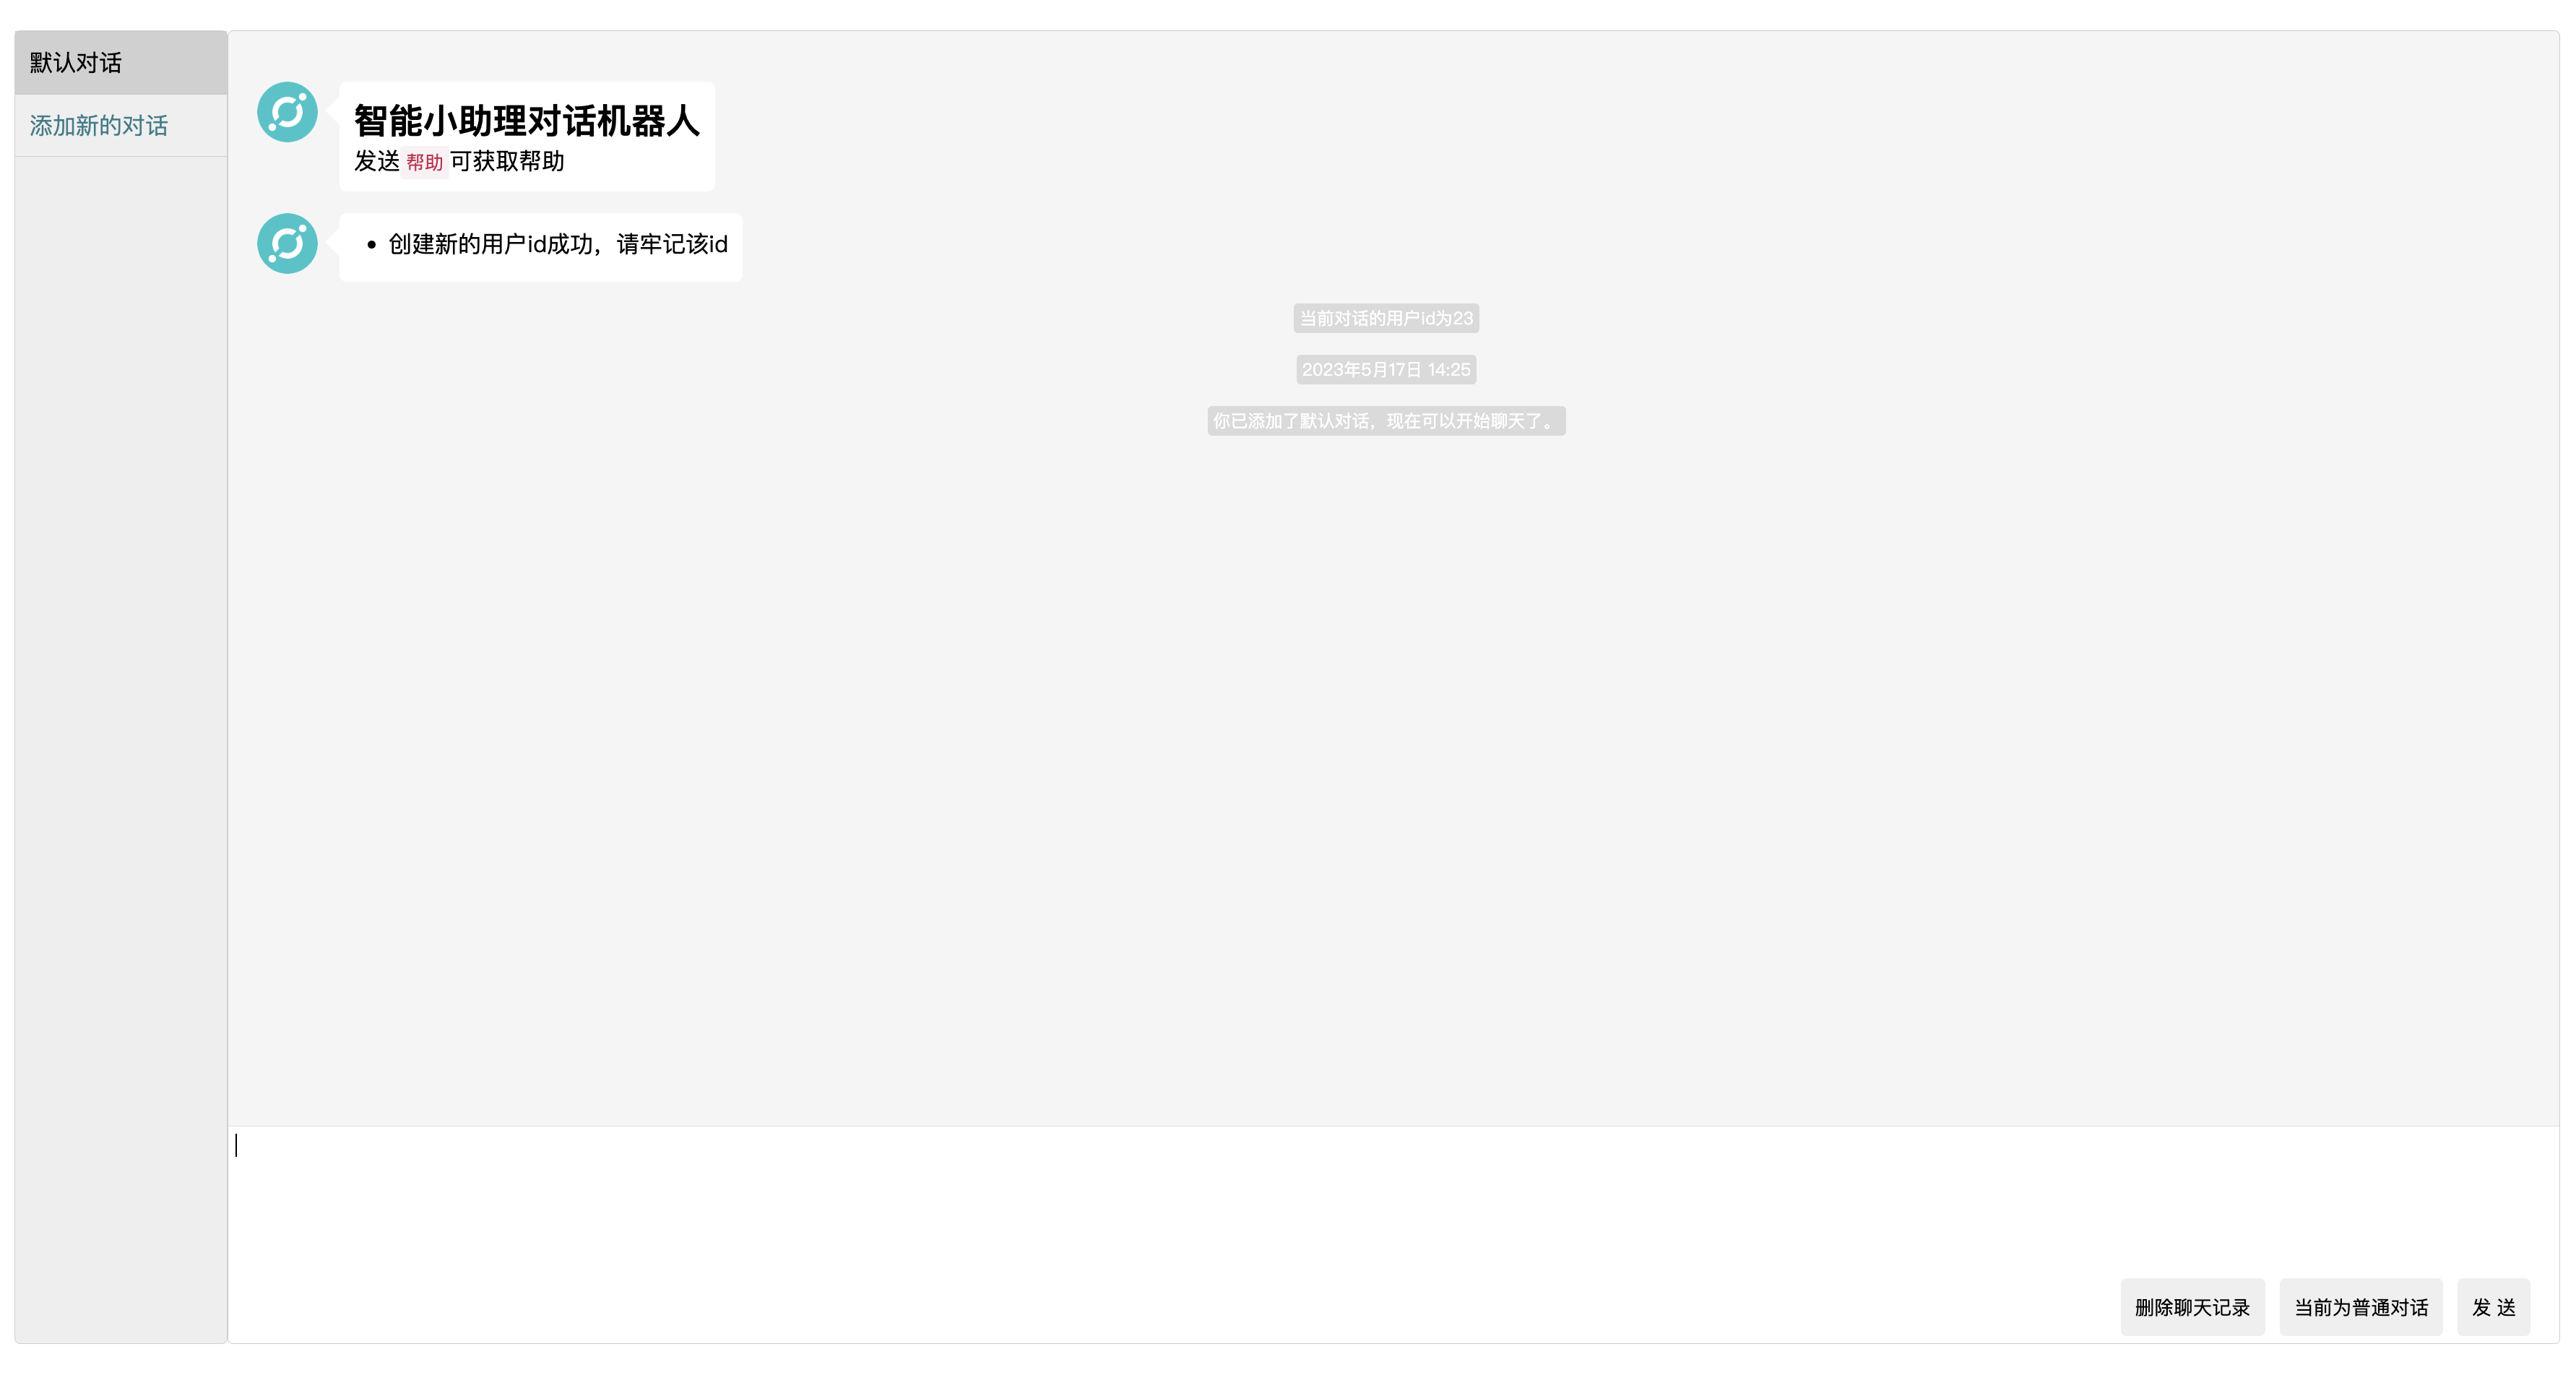 默认对话
添加新的对话
智能小助理对话机器人
发送帮助可获取帮助
创建新的用户id成功，请牢记该id
当前对话的用户id为23
2023年5月17日 14:25
你已添加了默认对话，现在可以开始聊天了。
删除聊天记录
当前为普通对话
发 送